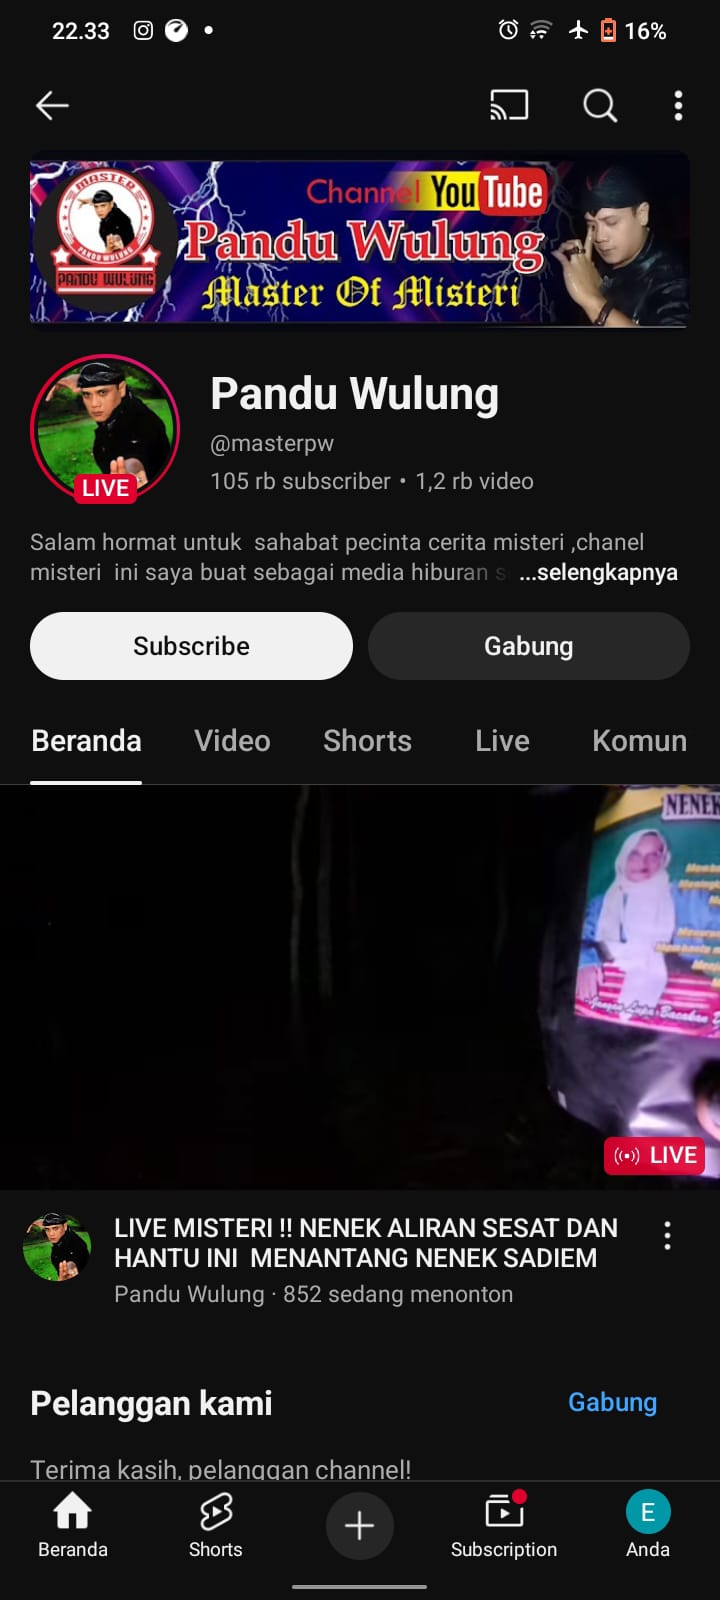 22.33
16%
MASTER
PANDU WULUNG
PANDU WULUNG
Channel YouTube
Pandu Wulung
Master Of Misteri
LIVE
Pandu Wulung
@masterpw
105 rb subscriber • 1,2 rb video
Salam hormat untuk  sahabat pecinta cerita misteri ,chanel
misteri  ini saya buat sebagai media hiburan ...selengkapnya
Subscribe
Gabung
Beranda
Video
Shorts
Live
Komun
NENEK
Jangan Lupa Bacakan
LIVE
LIVE MISTERI !! NENEK ALIRAN SESAT DAN
HANTU INI  MENANTANG NENEK SADIEM
Pandu Wulung · 852 sedang menonton
Pelanggan kami
Gabung
Terima kasih, pelanggan channel!
Beranda
Shorts
Subscription
E
Anda